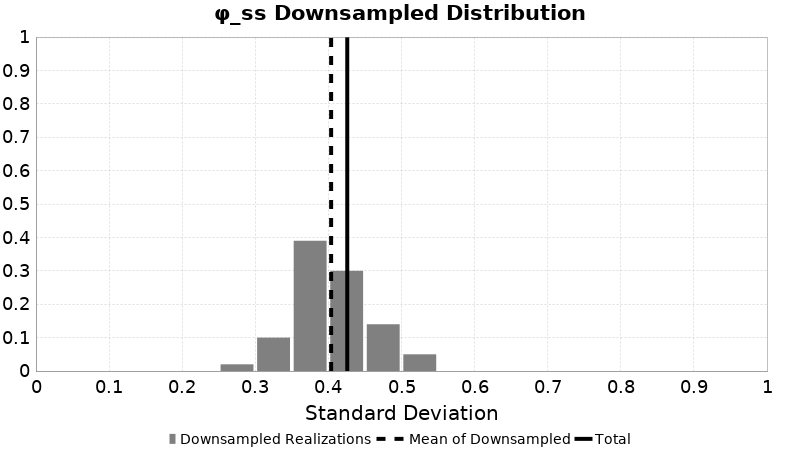 φ_ss Downsampled Distribution
1
0.9
0.8
0.7
0.6
0.5
0.4
0.3
0.2
0.1
0
0 0.1 0.2 0.3 0.4 0.5 0.6 0.7 0.8 0.9 1
Standard Deviation
Downsampled Realizations Mean of Downsampled Total